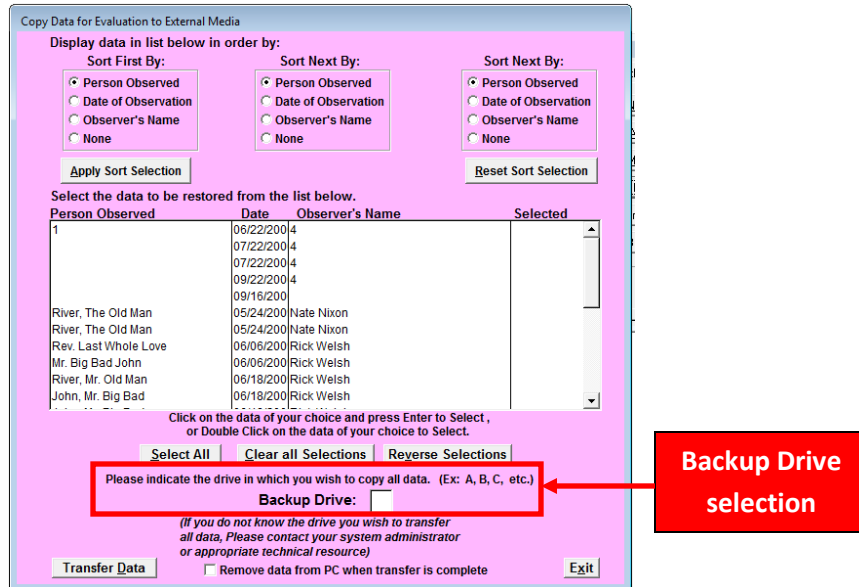 Copy Data for Evaluation to External Media
Display data in list below in order by:
Sort First By: Sort Next By: Sort Next By:
Person Observed Person Observed Person Observed
Date of Observation Date of Observation Date of Observation
Observer's Name Observer's Name Observer's Name
None None None
Apply Sort Selection Reset Sort Selection
Select the data to be restored from the list below.
Person Observed Date Observer's Name Selected
1 06/22/200 4
07/22/200 4
07/22/200 4
09/22/200 4
09/16/200
River, The Old Man 05/24/200 Nate Nixon
River, The Old Man 05/24/200 Nate Nixon
Rev. Last Whole Love 06/06/200 Rick Welsh
Mr. Big Bad John 06/06/200 Rick Welsh
River, Mr. Old Man 06/18/200 Rick Welsh
John, Mr. Big Bad 06/18/200 Rick Welsh
Click on the data of your choice and press Enter to Select ,
or Double Click on the data of your choice to Select.
Select All Clear all Selections Reverse Selections
Please indicate the drive in which you wish to copy all data. (Ex: A, B, C, etc.)
Backup Drive:
(If you do not know the drive you wish to transfer
all data, Please contact your system administrator
or appropriate technical resource)
Transfer Data Remove data from PC when transfer is complete Exit
Backup Drive
selection